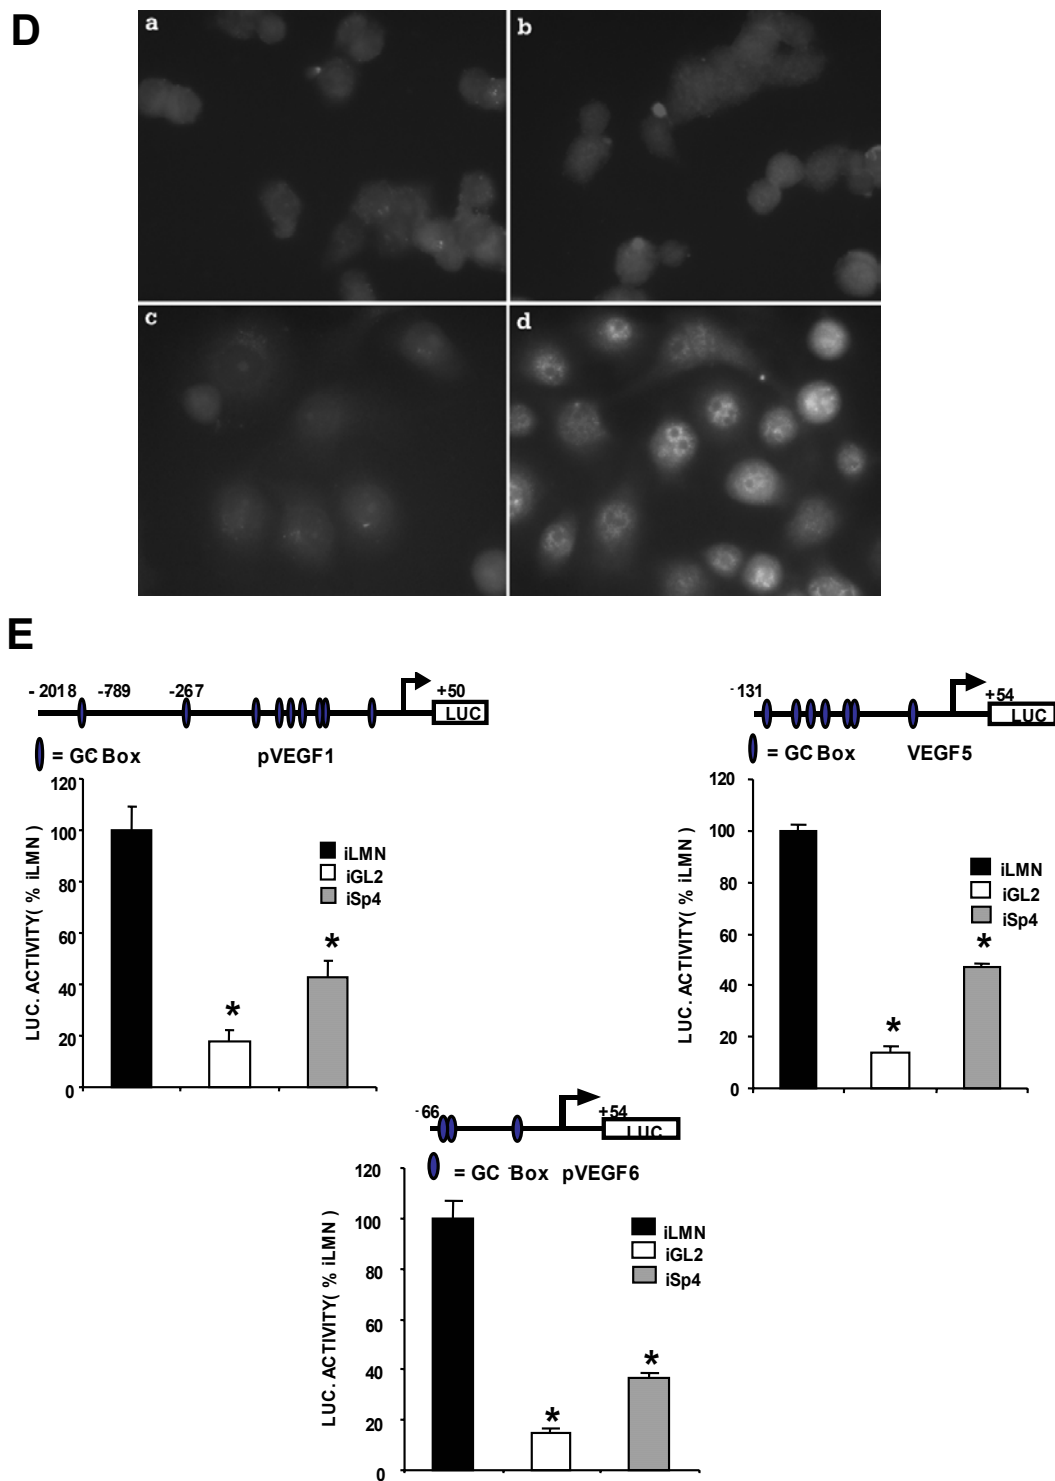 D
a
b
c
d
E
- 2018 -789 -267 +50
LUC
= GC Box pVEGF1
120
100
80
60
40
20
0
LUC. ACTIVITY( % iLMN )
iLMN
iGL2
iSp4
*
*
-131 +54
LUC
= GC Box VEGF5
120
100
80
60
40
20
0
LUC. ACTIVITY( % iLMN )
iLMN
iGL2
iSp4
*
*
-66 +54
LUC
= GC Box pVEGF6
120
100
80
60
40
20
0
LUC. ACTIVITY( % iLMN )
iLMN
iGL2
iSp4
*
*